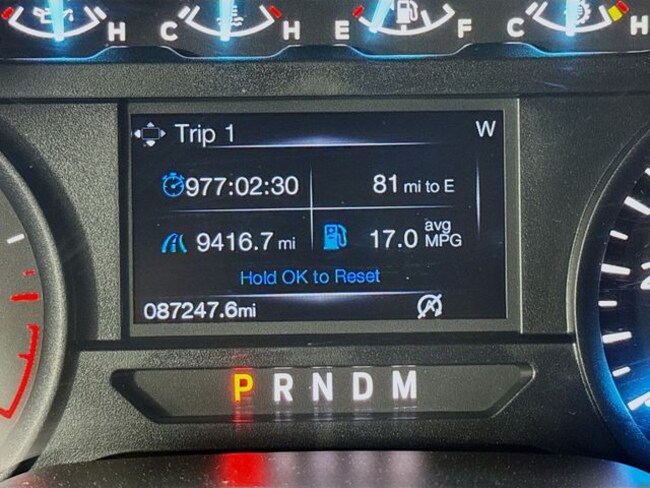 H C H E F C H
Trip 1 W
977:02:30 81 mi to E
9416.7 mi 17.0 avg MPG
Hold OK to Reset
087247.6mi
P R N D M